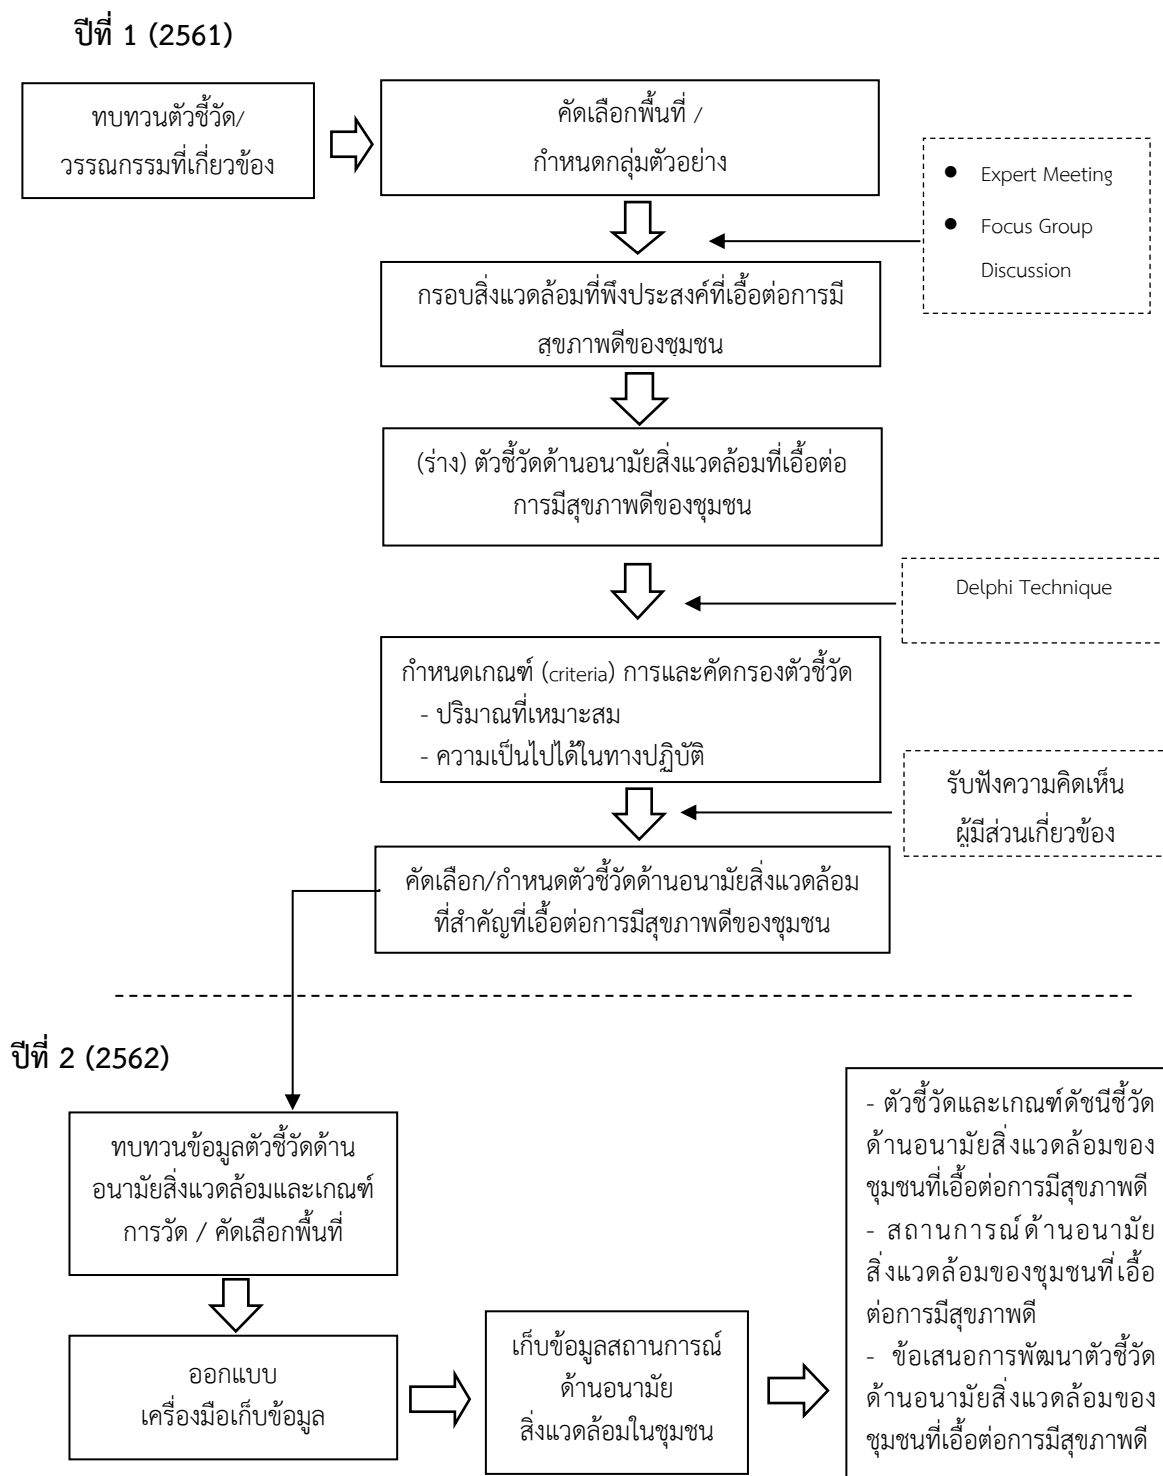 ปีที่ 1 (2561)
ทบทวนตัวชี้วัด/
วรรณกรรมที่เกี่ยวข้อง
คัดเลือกพื้นที่ /
กำหนดกลุ่มตัวอย่าง
● Expert Meeting
● Focus Group
Discussion
กรอบสิ่งแวดล้อมที่พึงประสงค์ที่เอื้อต่อการมี
สุขภาพดีของชุมชน
(ร่าง) ตัวชี้วัดด้านอนามัยสิ่งแวดล้อมที่เอื้อต่อ
การมีสุขภาพดีของชุมชน
Delphi Technique
กำหนดเกณฑ์ (criteria) การและคัดกรองตัวชี้วัด
- ปริมาณที่เหมาะสม
- ความเป็นไปได้ในทางปฏิบัติ
รับฟังความคิดเห็น
ผู้มีส่วนเกี่ยวข้อง
คัดเลือก/กำหนดตัวชี้วัดด้านอนามัยสิ่งแวดล้อม
ที่สำคัญที่เอื้อต่อการมีสุขภาพดีของชุมชน
ปีที่ 2 (2562)
ทบทวนข้อมูลตัวชี้วัดด้าน
อนามัยสิ่งแวดล้อมและเกณฑ์
การวัด / คัดเลือกพื้นที่
ออกแบบ
เครื่องมือเก็บข้อมูล
เก็บข้อมูลสถานการณ์
ด้านอนามัย
สิ่งแวดล้อมในชุมชน
- ตัวชี้วัดและเกณฑ์ดัชนีชี้วัด
ด้านอนามัยสิ่งแวดล้อมของ
ชุมชนที่เอื้อต่อการมีสุขภาพดี
- สถานการณ์ด้านอนามัย
สิ่งแวดล้อมของชุมชนที่เอื้อ
ต่อการมีสุขภาพดี
- ข้อเสนอการพัฒนาตัวชี้วัด
ด้านอนามัยสิ่งแวดล้อมของ
ชุมชนที่เอื้อต่อการมีสุขภาพดี